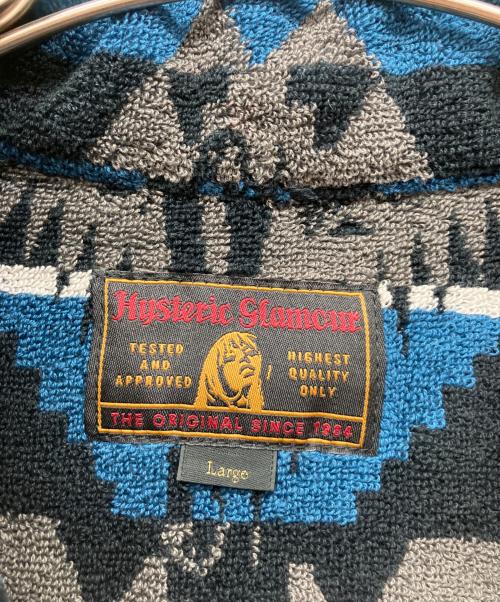 Hysteric Glamour
TESTED
AND
APPROVED
HIGHEST
QUALITY
ONLY
THE ORIGINAL SINCE 1984
Large